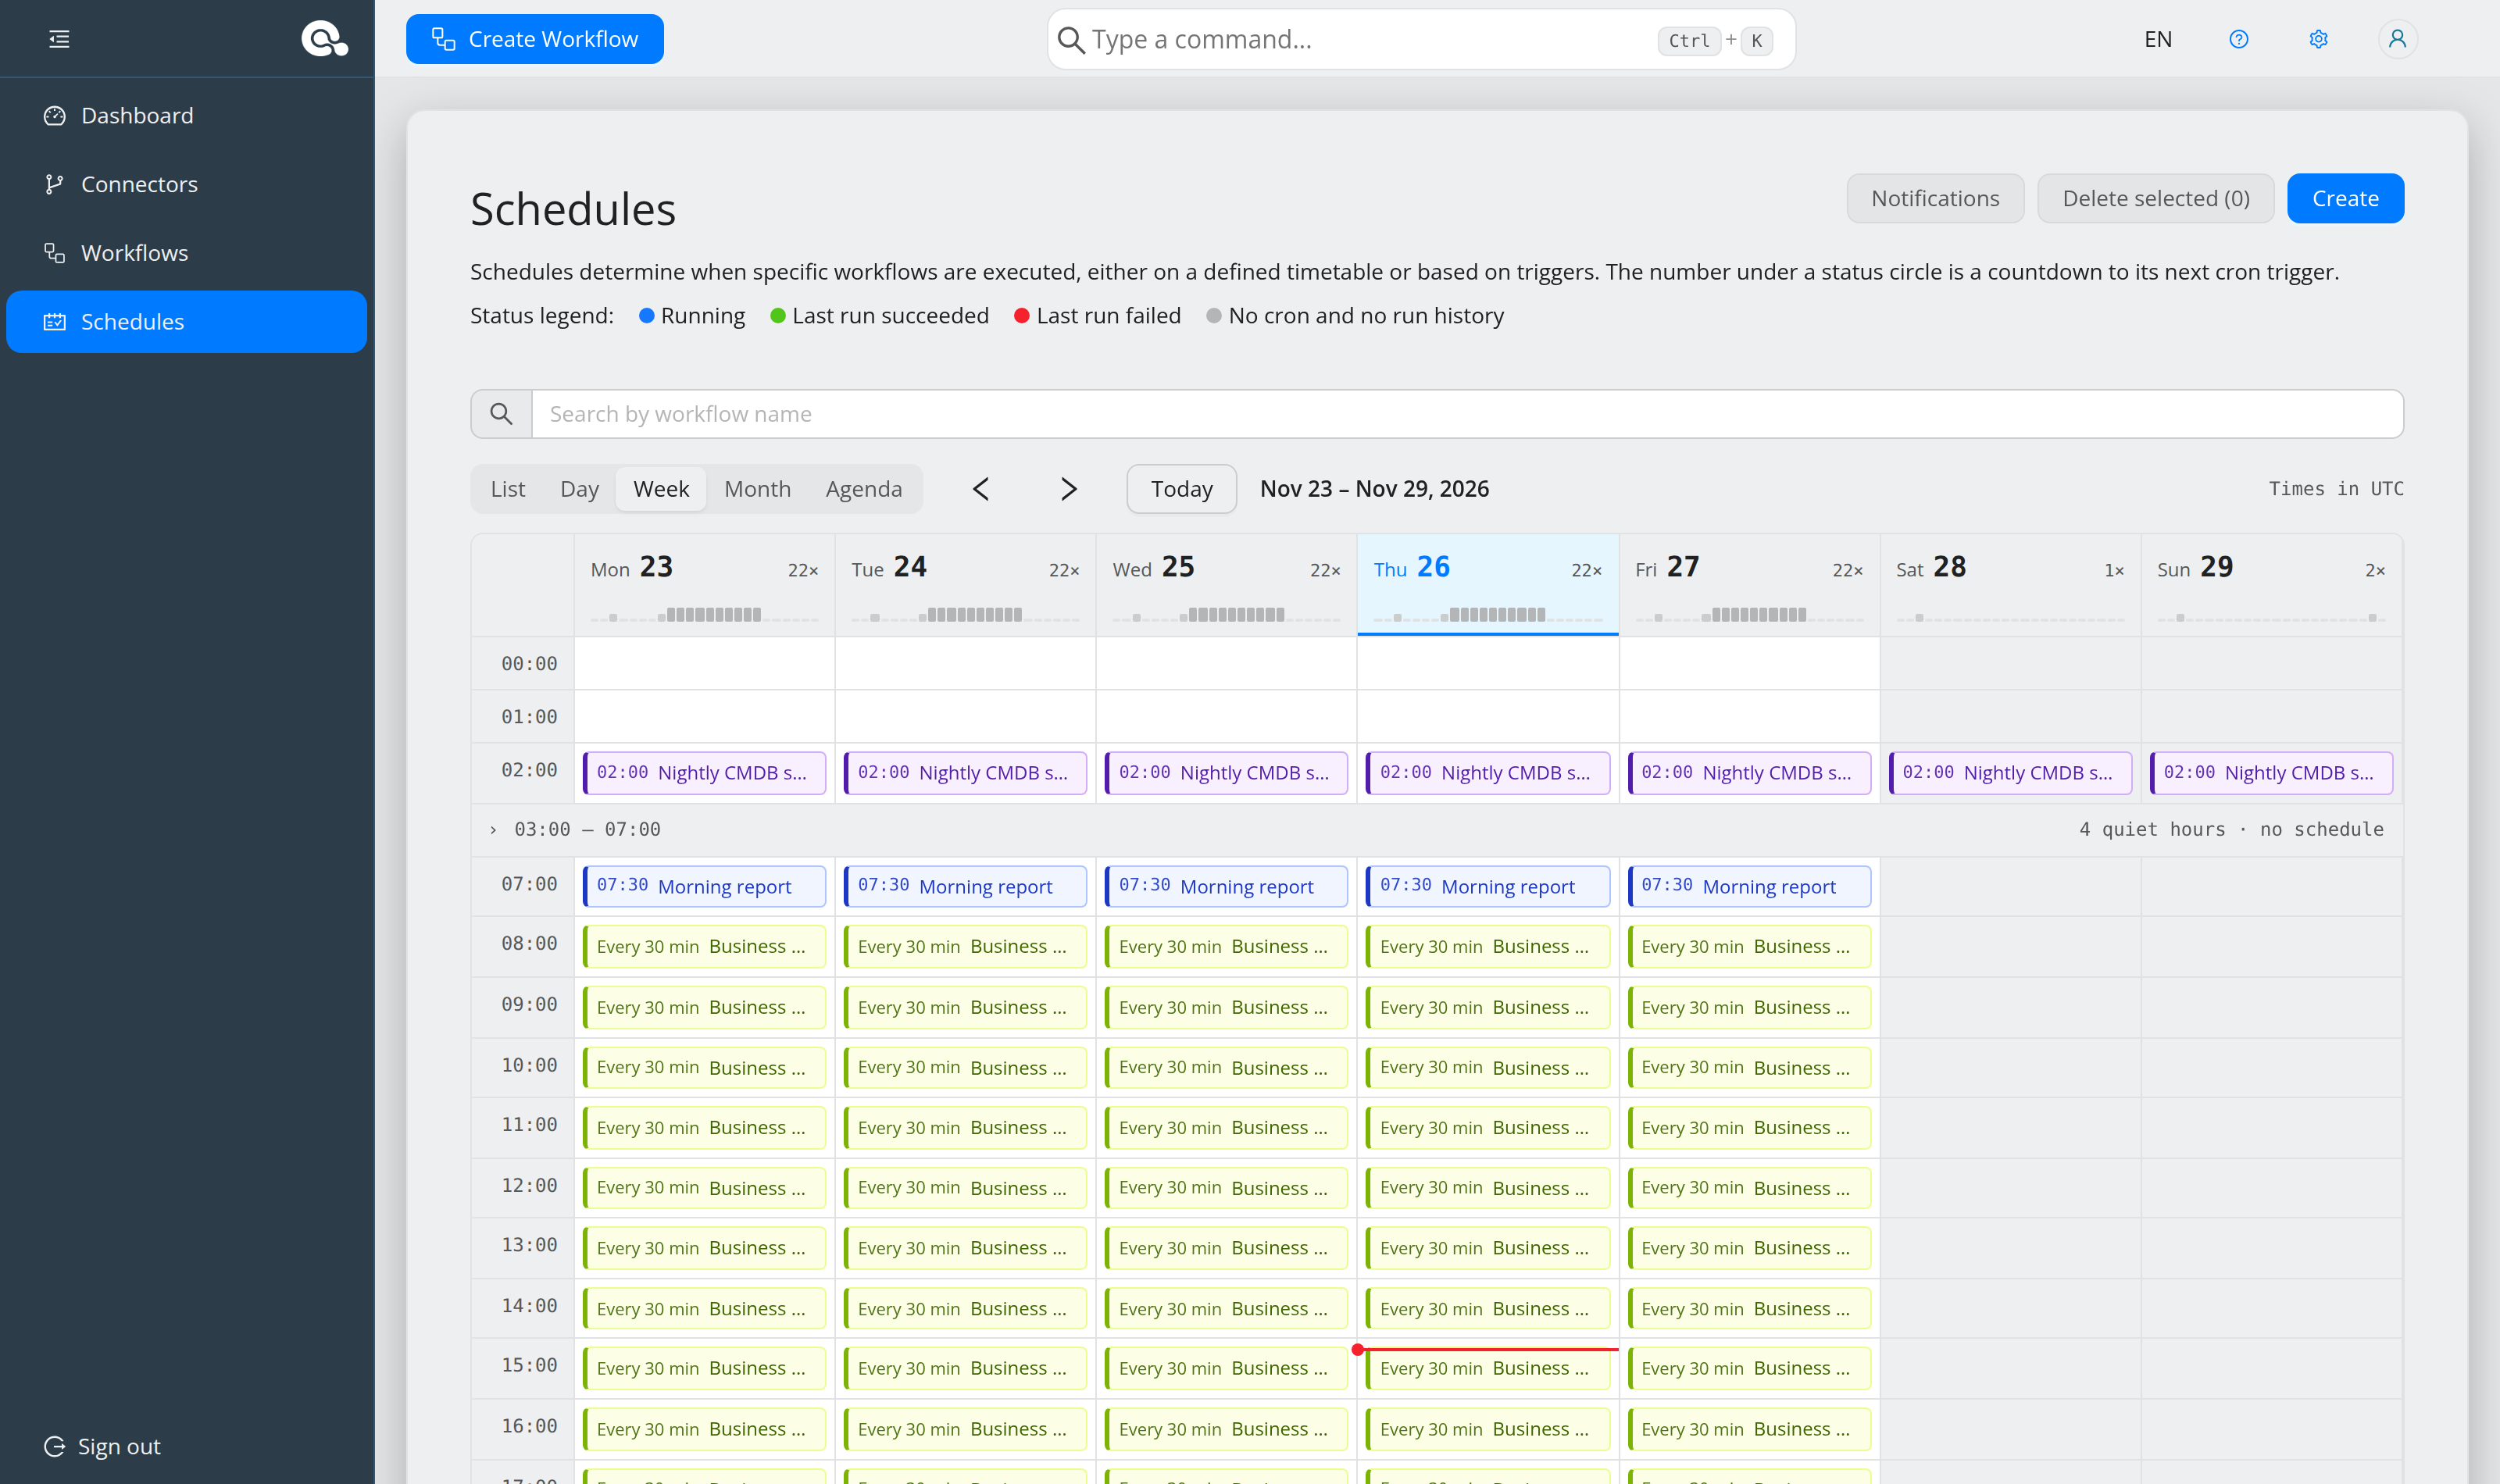 Create Workflow
Type a command...
Ctrl + K
EN
Dashboard
Connectors
Workflows
Schedules
Sign out
Schedules
Notifications
Delete selected (0)
Create
Schedules determine when specific workflows are executed, either on a defined timetable or based on triggers. The number under a status circle is a countdown to its next cron trigger.
Status legend: Running Last run succeeded Last run failed No cron and no run history
Search by workflow name
List Day Week Month Agenda Today Nov 23 – Nov 29, 2026 Times in UTC
Mon 23 22× Tue 24 22× Wed 25 22× Thu 26 22× Fri 27 22× Sat 28 1× Sun 29 2×
00:00
01:00
02:00 02:00 Nightly CMDB s... 02:00 Nightly CMDB s... 02:00 Nightly CMDB s... 02:00 Nightly CMDB s... 02:00 Nightly CMDB s... 02:00 Nightly CMDB s... 02:00 Nightly CMDB s...
› 03:00 — 07:00 4 quiet hours · no schedule
07:00 07:30 Morning report 07:30 Morning report 07:30 Morning report 07:30 Morning report 07:30 Morning report
08:00 Every 30 min Business ... Every 30 min Business ... Every 30 min Business ... Every 30 min Business ... Every 30 min Business ...
09:00 Every 30 min Business ... Every 30 min Business ... Every 30 min Business ... Every 30 min Business ... Every 30 min Business ...
10:00 Every 30 min Business ... Every 30 min Business ... Every 30 min Business ... Every 30 min Business ... Every 30 min Business ...
11:00 Every 30 min Business ... Every 30 min Business ... Every 30 min Business ... Every 30 min Business ... Every 30 min Business ...
12:00 Every 30 min Business ... Every 30 min Business ... Every 30 min Business ... Every 30 min Business ... Every 30 min Business ...
13:00 Every 30 min Business ... Every 30 min Business ... Every 30 min Business ... Every 30 min Business ... Every 30 min Business ...
14:00 Every 30 min Business ... Every 30 min Business ... Every 30 min Business ... Every 30 min Business ... Every 30 min Business ...
15:00 Every 30 min Business ... Every 30 min Business ... Every 30 min Business ... Every 30 min Business ... Every 30 min Business ...
16:00 Every 30 min Business ... Every 30 min Business ... Every 30 min Business ... Every 30 min Business ... Every 30 min Business ...